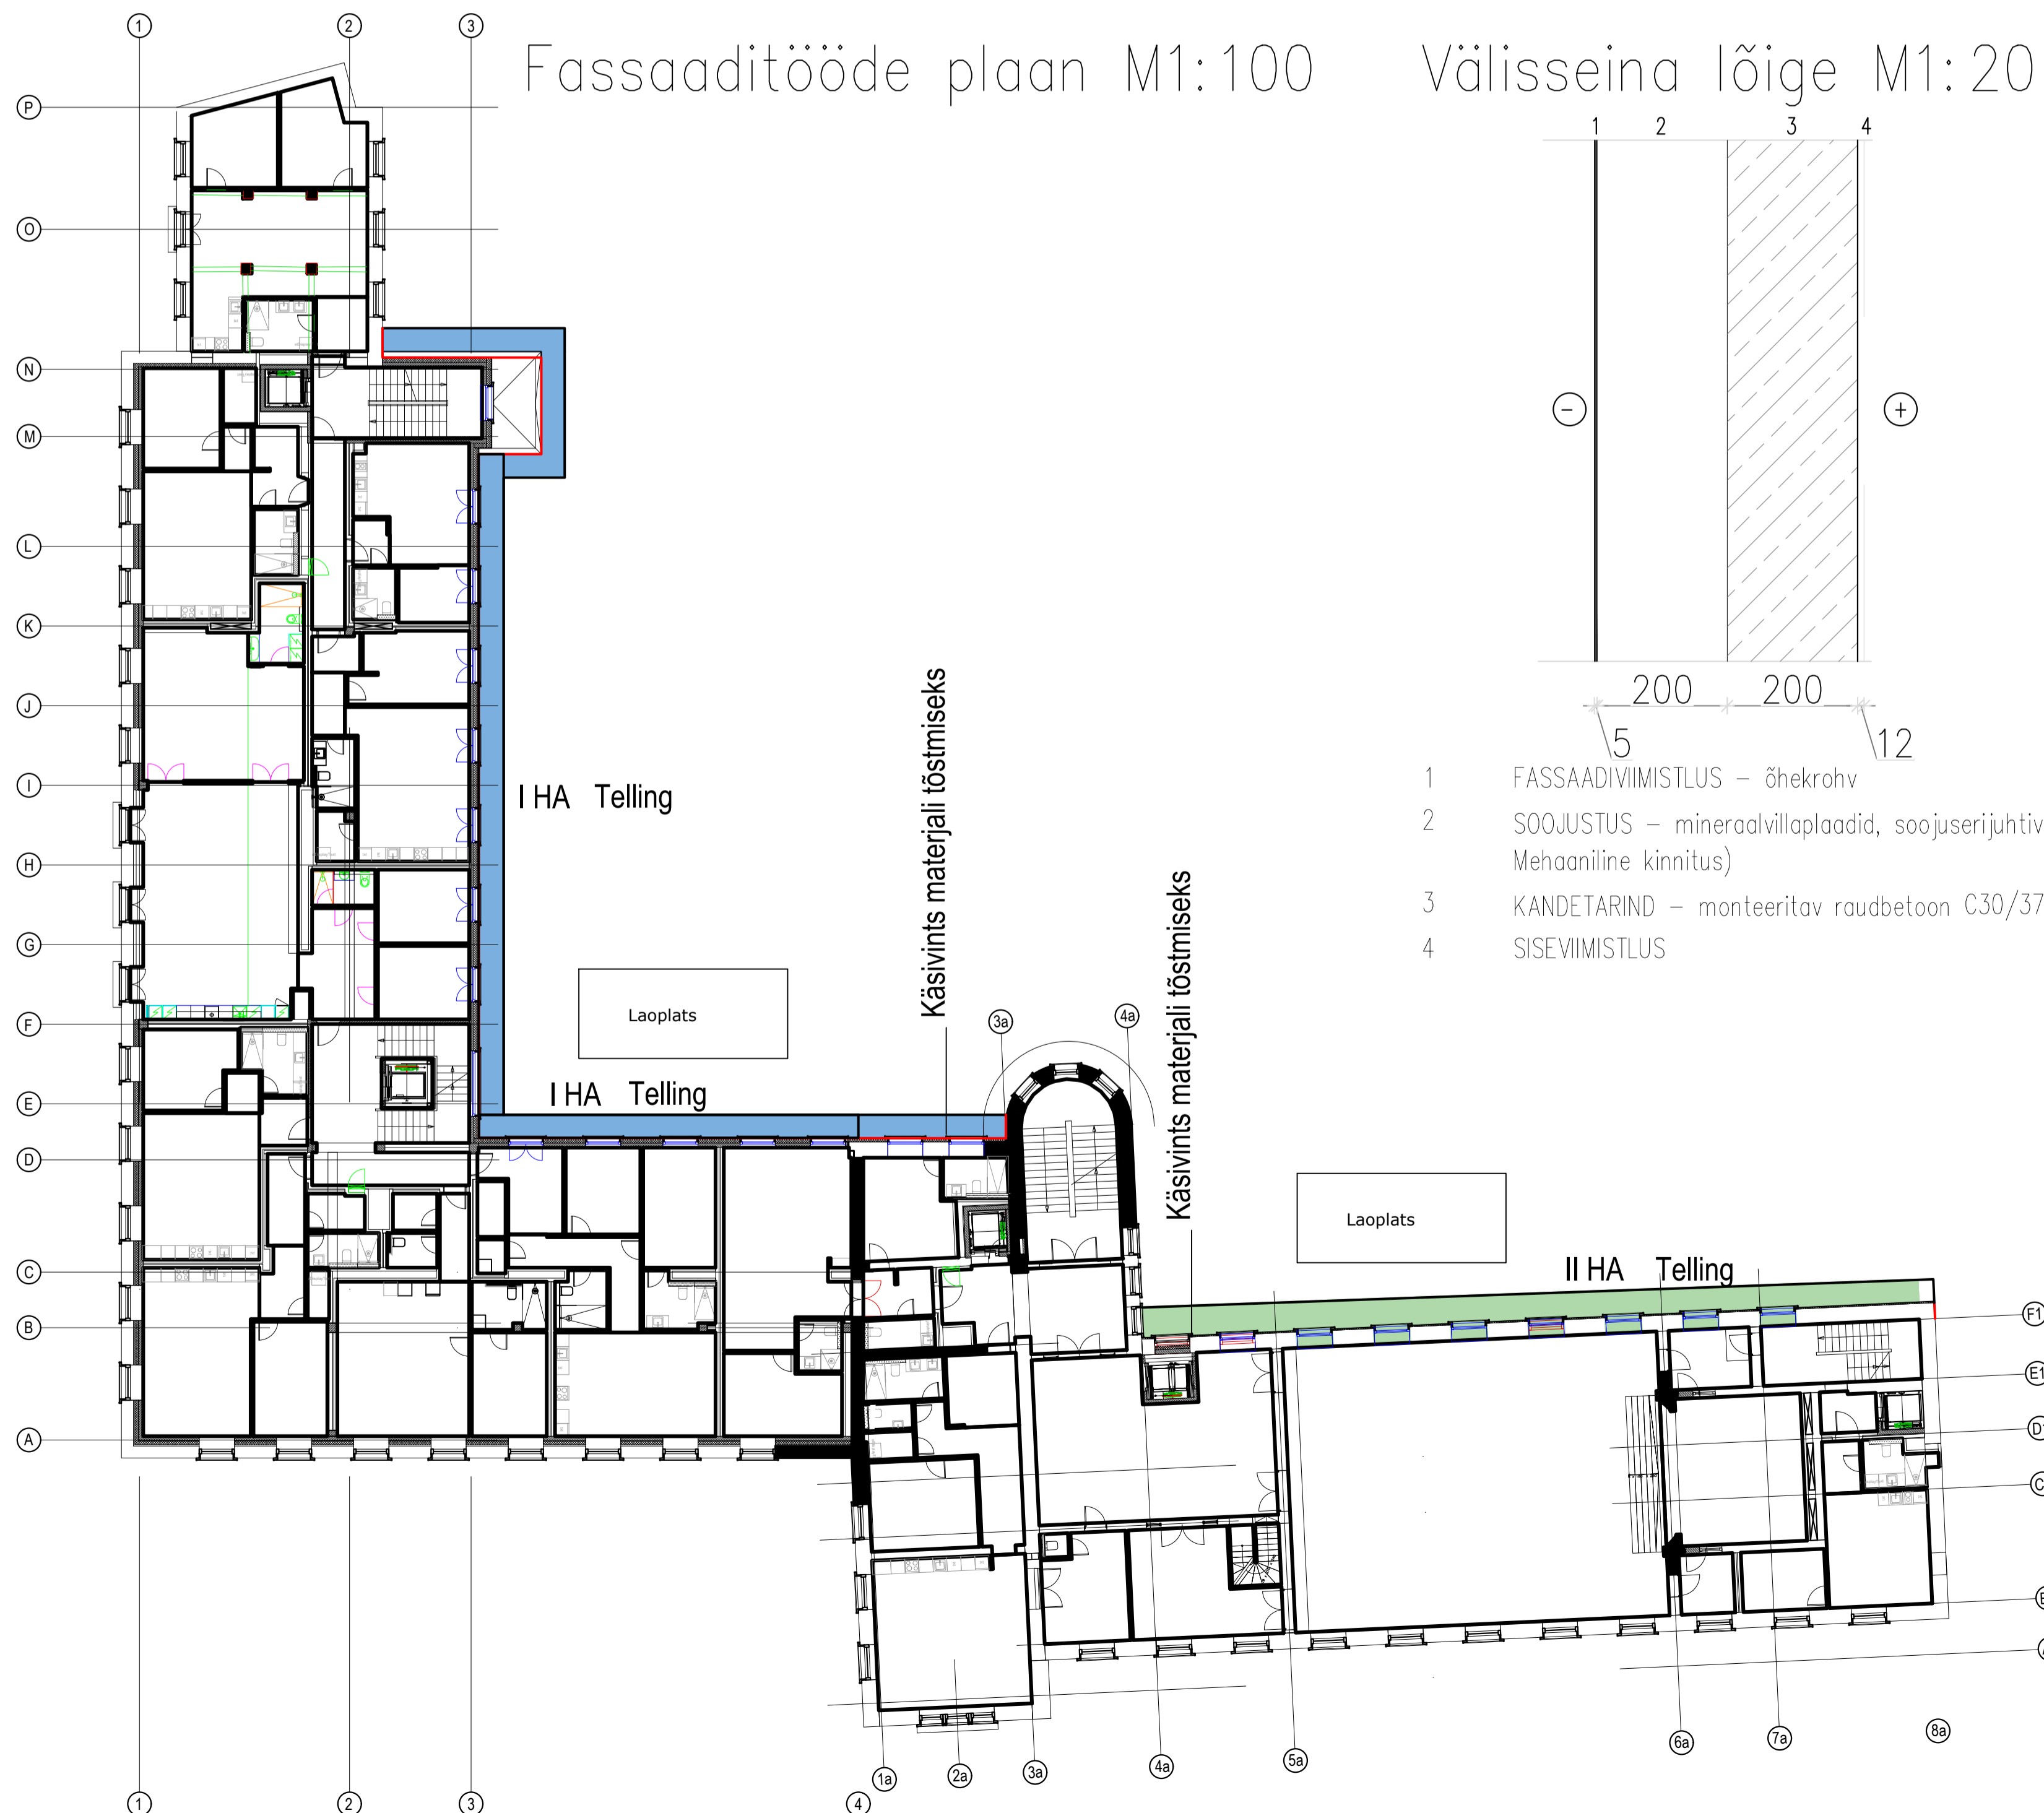 1
2
3
Fassaaditööde plaan M1:100
Välisseina lõige M1:20
P
O
N
M
L
K
J
I
H
G
F
E
D
C
B
A
1 2 3 4
−
+
200 200
5 12
1 FASSAADIVIIMISTLUS – õhekrohv
2 SOOJUSTUS – mineraalvillaplaadid, soojuserijuhtiv
Mehaaniline kinnitus)
3 KANDETARIND – monteeritav raudbetoon C30/37
4 SISEVIIMISTLUS
I HA Telling
Käsivints materjali tõstmiseks
Käsivints materjali tõstmiseks
Laoplats
3a
4a
I HA Telling
Laoplats
II HA Telling
F1
E1
D1
C
1a
2a
3a
4a
5a
6a
7a
8a
1
2
3
4